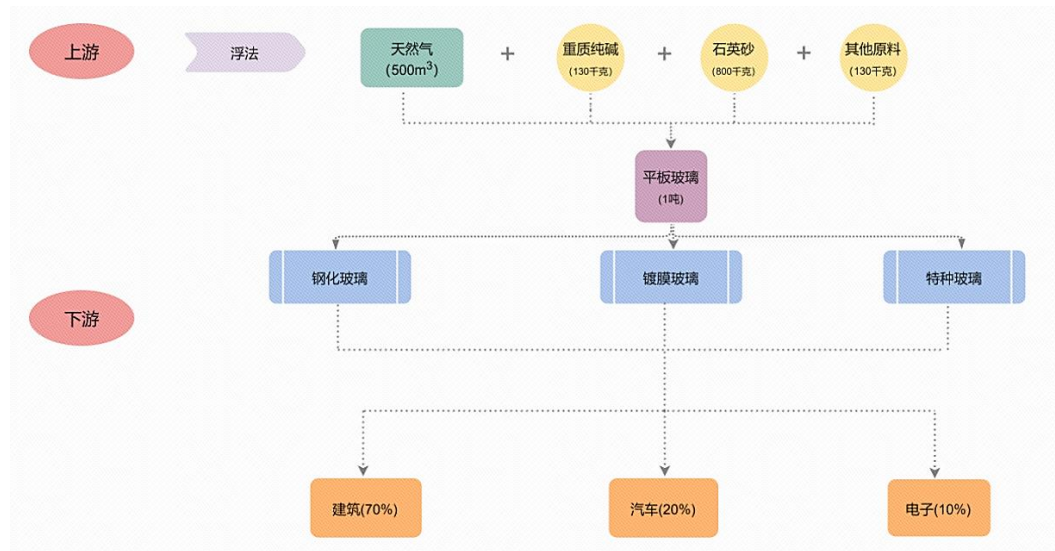 上游
浮法
天然气
(500m³)
+
重质纯碱
(130千克)
+
石英砂
(800千克)
+
其他原料
(130千克)
平板玻璃
(1吨)
钢化玻璃
镀膜玻璃
特种玻璃
下游
建筑(70%)
汽车(20%)
电子(10%)